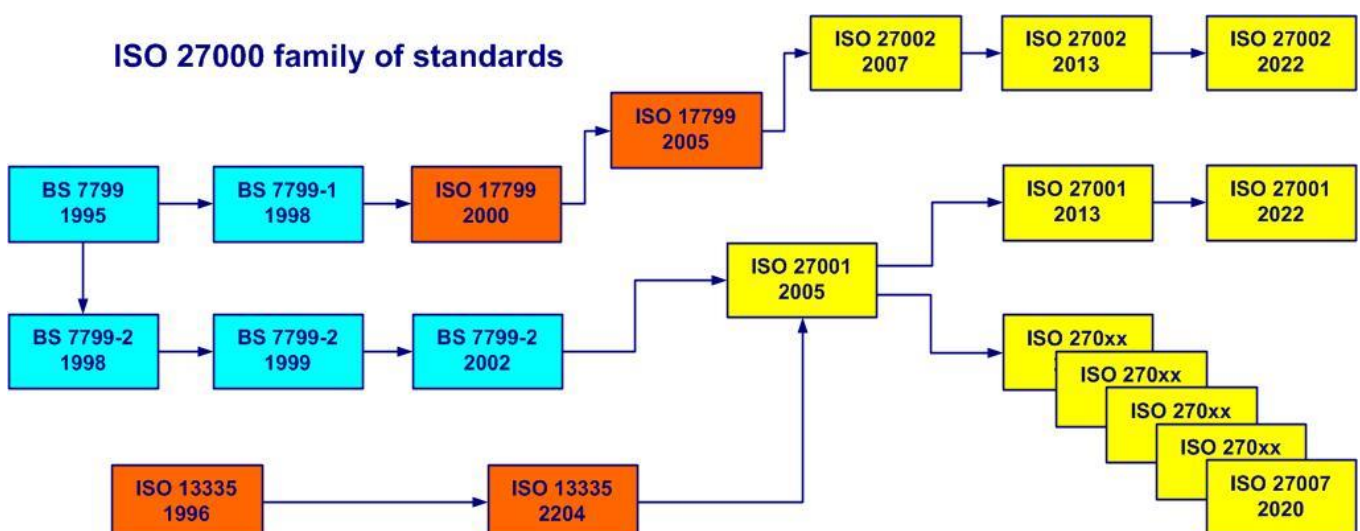 ISO 27000 family of standards
ISO 27002
2007
ISO 27002
2013
ISO 27002
2022
ISO 17799
2005
BS 7799
1995
BS 7799-1
1998
ISO 17799
2000
ISO 27001
2013
ISO 27001
2022
ISO 27001
2005
BS 7799-2
1998
BS 7799-2
1999
BS 7799-2
2002
ISO 270xx
ISO 270xx
ISO 270xx
ISO 270xx
ISO 27007
2020
ISO 13335
1996
ISO 13335
2204